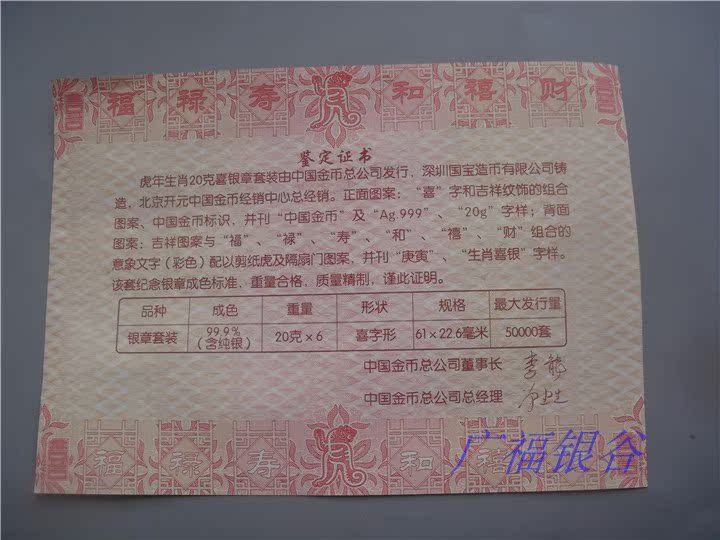 福 禄 寿 和 禧 财
鉴定证书
虎年生肖20克喜银章套装由中国金币总公司发行，深圳国宝造币有限公司铸
造，北京开元中国金币经销中心总经销。正面图案：“喜”字和吉祥纹饰的组合
图案、中国金币标识，并刊“中国金币”及“Ag.999”、“20g”字样；背面
图案：吉祥图案与“福”、“禄”、“寿”、“和”、“禧”、“财”组合的
意象文字（彩色）配以剪纸虎及隔扇门图案，并刊“庚寅”、“生肖喜银”字样。
该套纪念银章成色标准、重量合格、质量精制，谨此证明。
品种 成色 重量 形状 规格 最大发行量
银章套装 99.9%（含纯银） 20克×6 喜字形 61×22.6毫米 50000套
中国金币总公司董事长
中国金币总公司总经理
福 禄 寿 和 禧
广福银谷